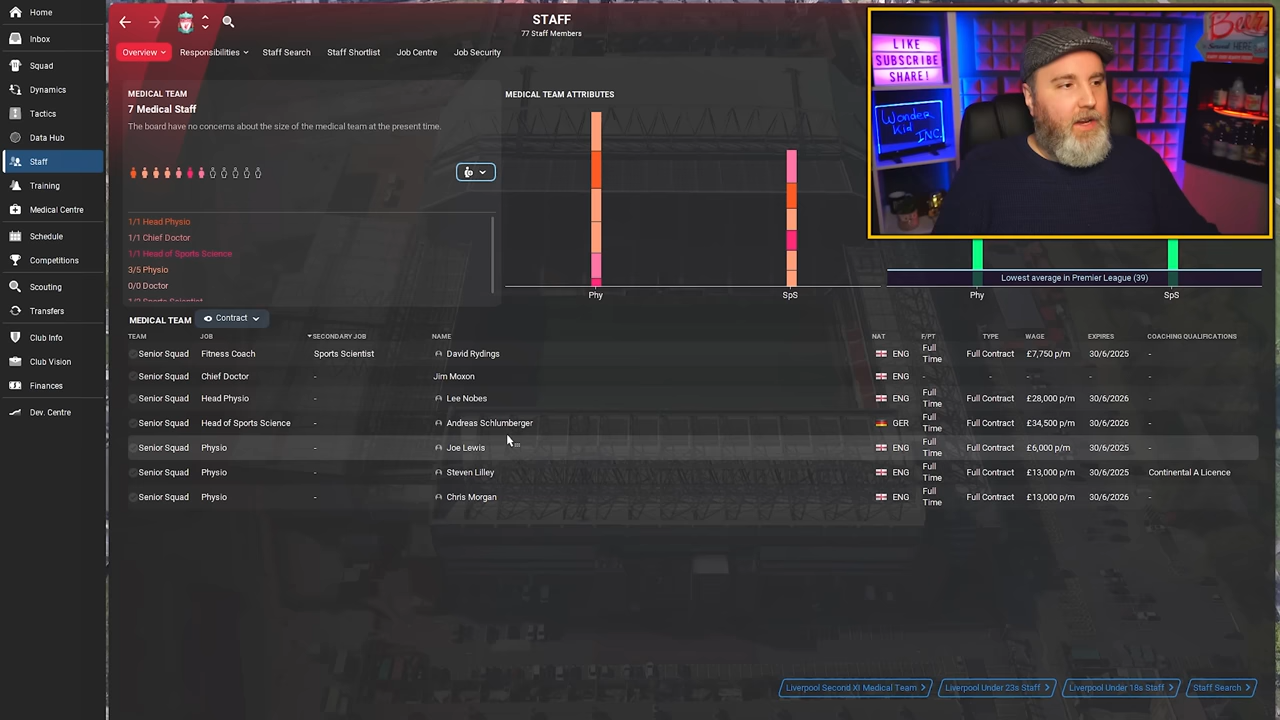 Home
Inbox
Squad
Dynamics
Tactics
Data Hub
Staff
Training
Medical Centre
Schedule
Competitions
Scouting
Transfers
Club Info
Club Vision
Finances
Dev. Centre
STAFF
77 Staff Members
Overview Responsibilities Staff Search Staff Shortlist Job Centre Job Security
MEDICAL TEAM
7 Medical Staff
The board have no concerns about the size of the medical team at the present time.
1/1 Head Physio
1/1 Chief Doctor
1/1 Head of Sports Science
3/5 Physio
0/0 Doctor
MEDICAL TEAM ATTRIBUTES
Phy SpS
Lowest average in Premier League (39)
Phy SpS
LIKE
SUBSCRIBE
SHARE!
Wonder
Kid
INC.
MEDICAL TEAM Contract
TEAM JOB SECONDARY JOB NAME NAT F/PT TYPE WAGE EXPIRES COACHING QUALIFICATIONS
Senior Squad Fitness Coach Sports Scientist David Rydings ENG Full Time Full Contract £7,750 p/m 30/6/2025 -
Senior Squad Chief Doctor - Jim Moxon ENG - - - - -
Senior Squad Head Physio - Lee Nobes ENG Full Time Full Contract £28,000 p/m 30/6/2026 -
Senior Squad Head of Sports Science - Andreas Schlumberger GER Full Time Full Contract £34,500 p/m 30/6/2026 -
Senior Squad Physio - Joe Lewis ENG Full Time Full Contract £6,000 p/m 30/6/2025 -
Senior Squad Physio - Steven Lilley ENG Full Time Full Contract £13,000 p/m 30/6/2025 Continental A Licence
Senior Squad Physio - Chris Morgan ENG Full Time Full Contract £13,000 p/m 30/6/2026 -
Liverpool Second XI Medical Team Liverpool Under 23s Staff Liverpool Under 18s Staff Staff Search